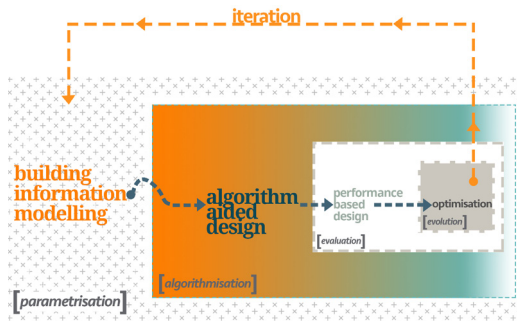 iteration
building
information
modelling
algorithm
aided
design
performance
based
design
optimisation
[evolution]
[evaluation]
[algorithmisation]
[parametrisation]